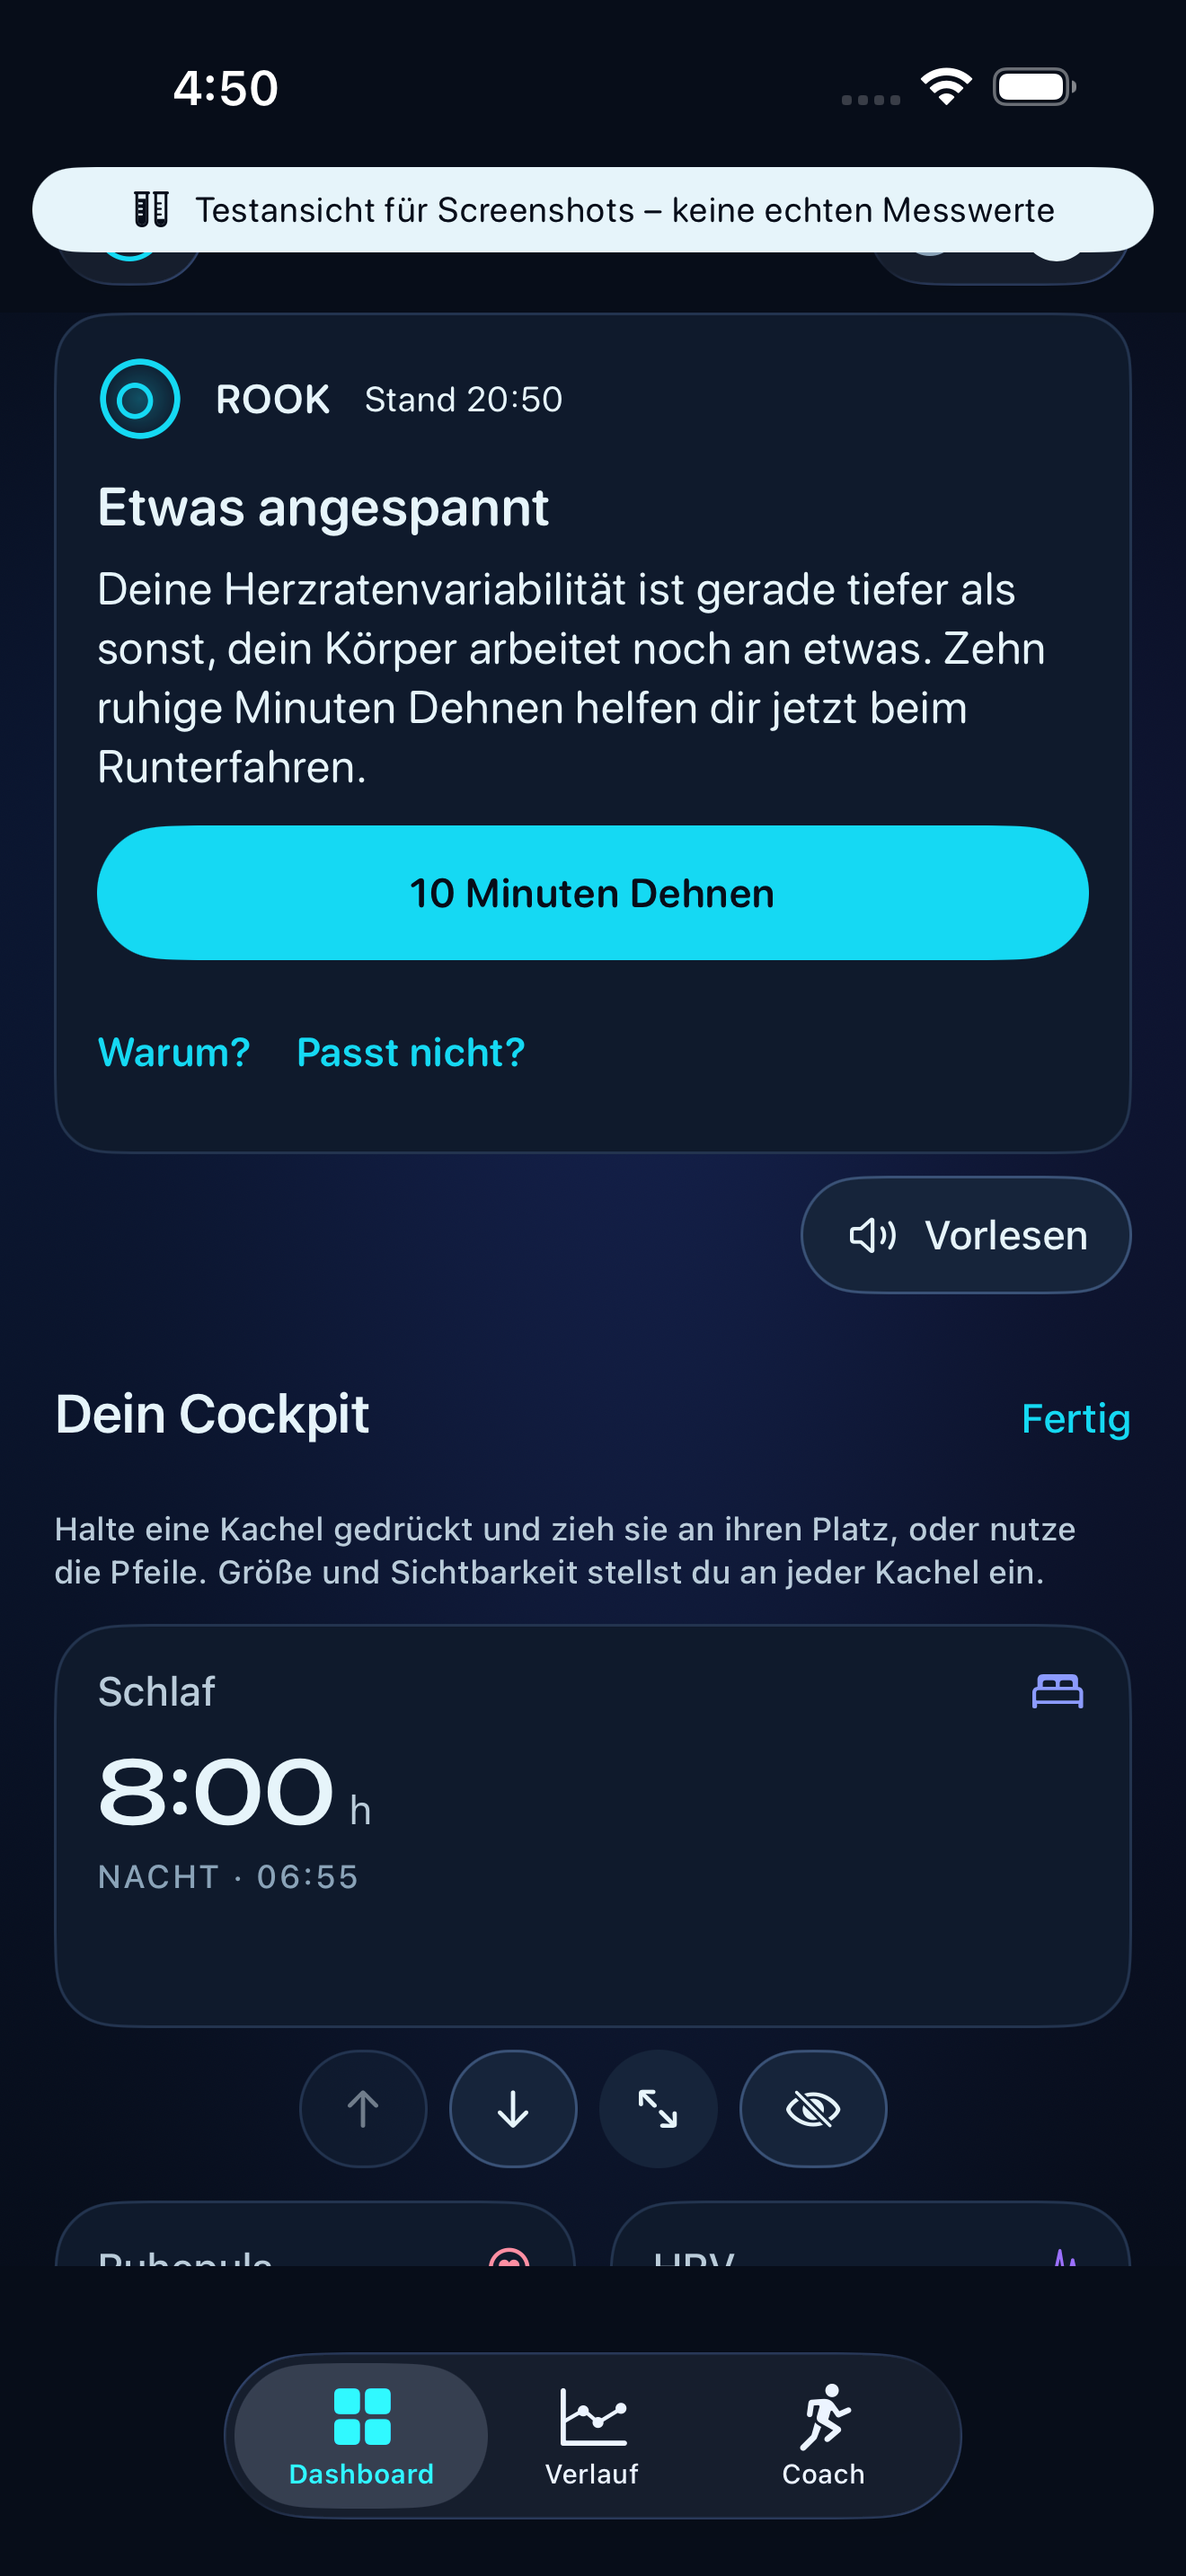 4:50
Testansicht für Screenshots – keine echten Messwerte
ROOK Stand 20:50
Etwas angespannt
Deine Herzratenvariabilität ist gerade tiefer als
sonst, dein Körper arbeitet noch an etwas. Zehn
ruhige Minuten Dehnen helfen dir jetzt beim
Runterfahren.
10 Minuten Dehnen
Warum? Passt nicht?
Vorlesen
Dein Cockpit Fertig
Halte eine Kachel gedrückt und zieh sie an ihren Platz, oder nutze
die Pfeile. Größe und Sichtbarkeit stellst du an jeder Kachel ein.
Schlaf
8:00 h
NACHT · 06:55
Ruhepuls HRV
Dashboard Verlauf Coach